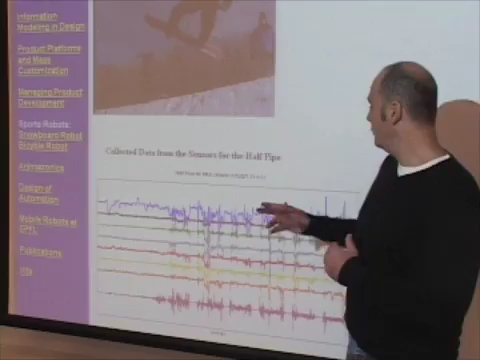 Information
Modeling in Design
Product Platforms
and Mass
Customization
Managing Product
Development
Sports Robots:
Snowboard Robot
Bicycle Robot
Animatronics
Design of
Automation
Mobile Robots at
EPFL
Publications
Collected Data from the Sensors for the Half Pipe